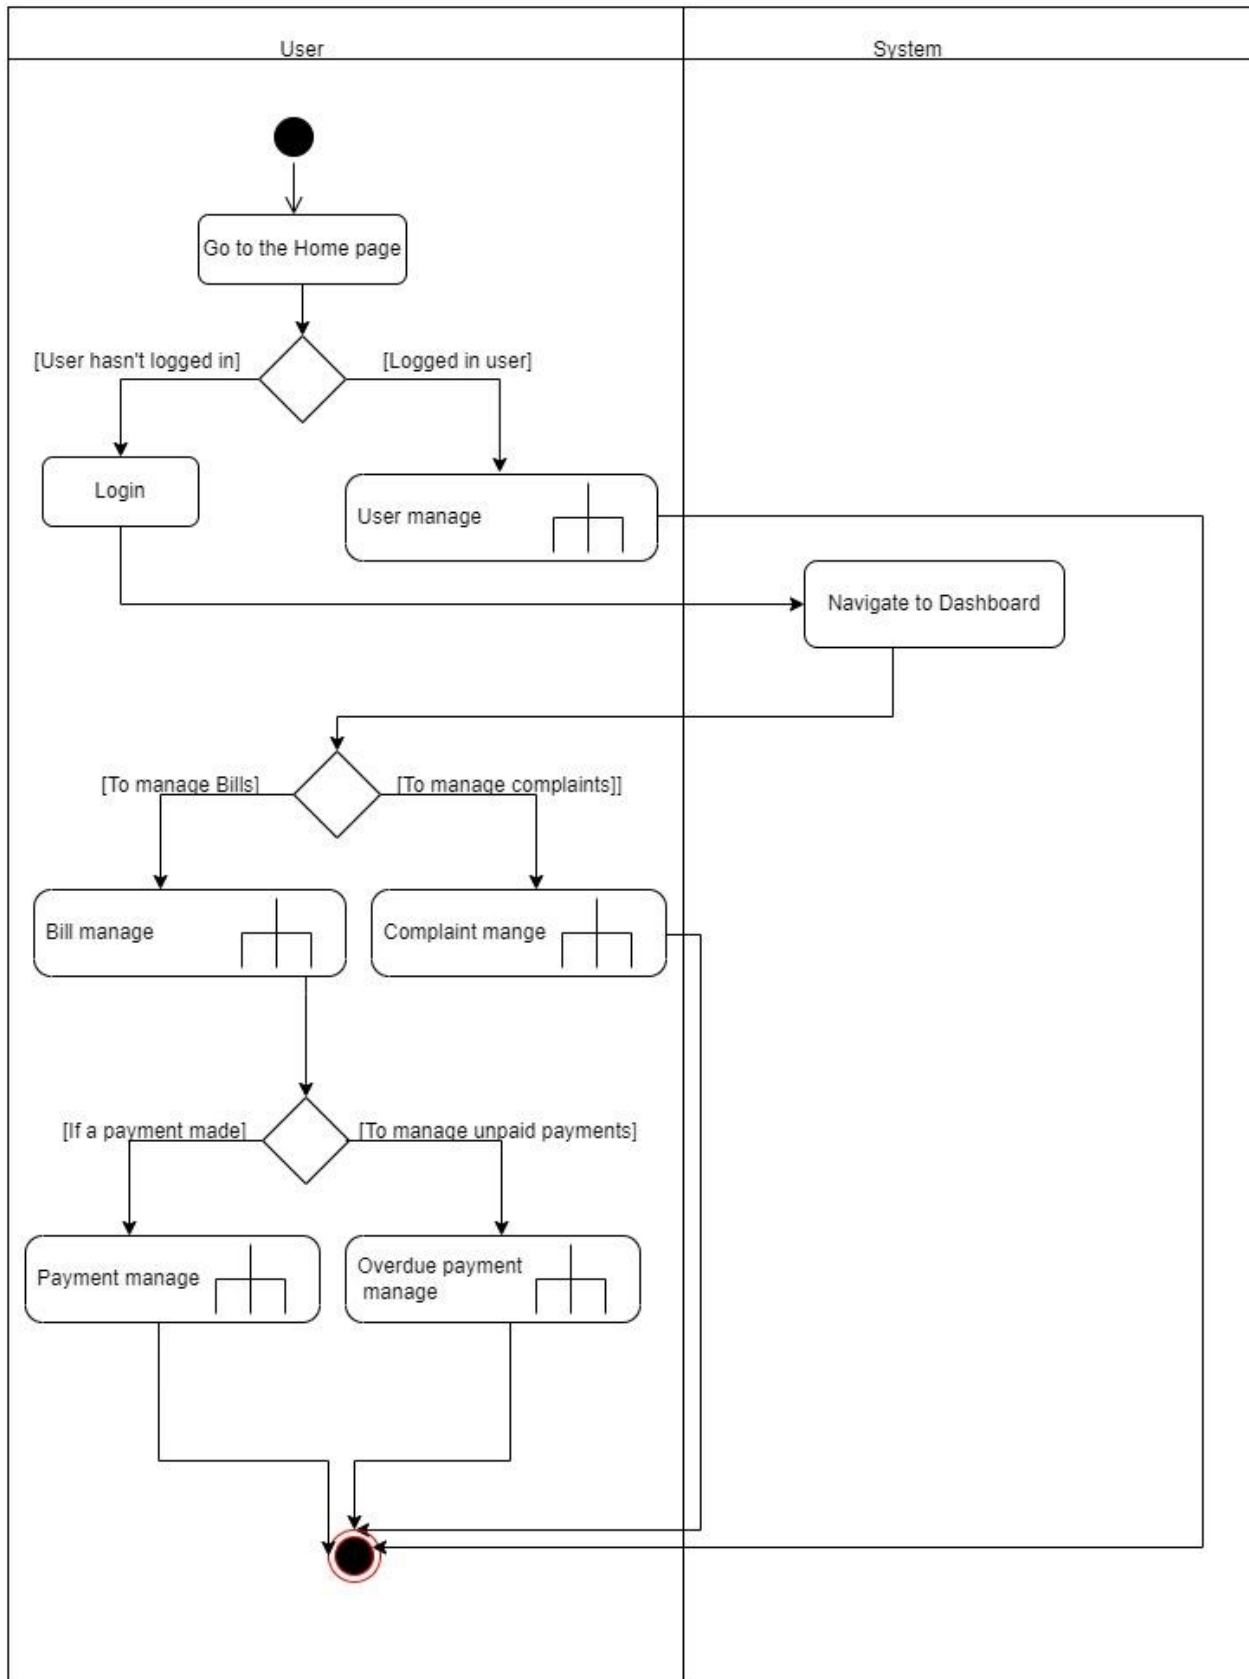 User
System
Go to the Home page
[User hasn't logged in]
[Logged in user]
Login
User manage
Navigate to Dashboard
[To manage Bills]
[To manage complaints]]
Bill manage
Complaint mange
[If a payment made]
[To manage unpaid payments]
Payment manage
Overdue payment
manage